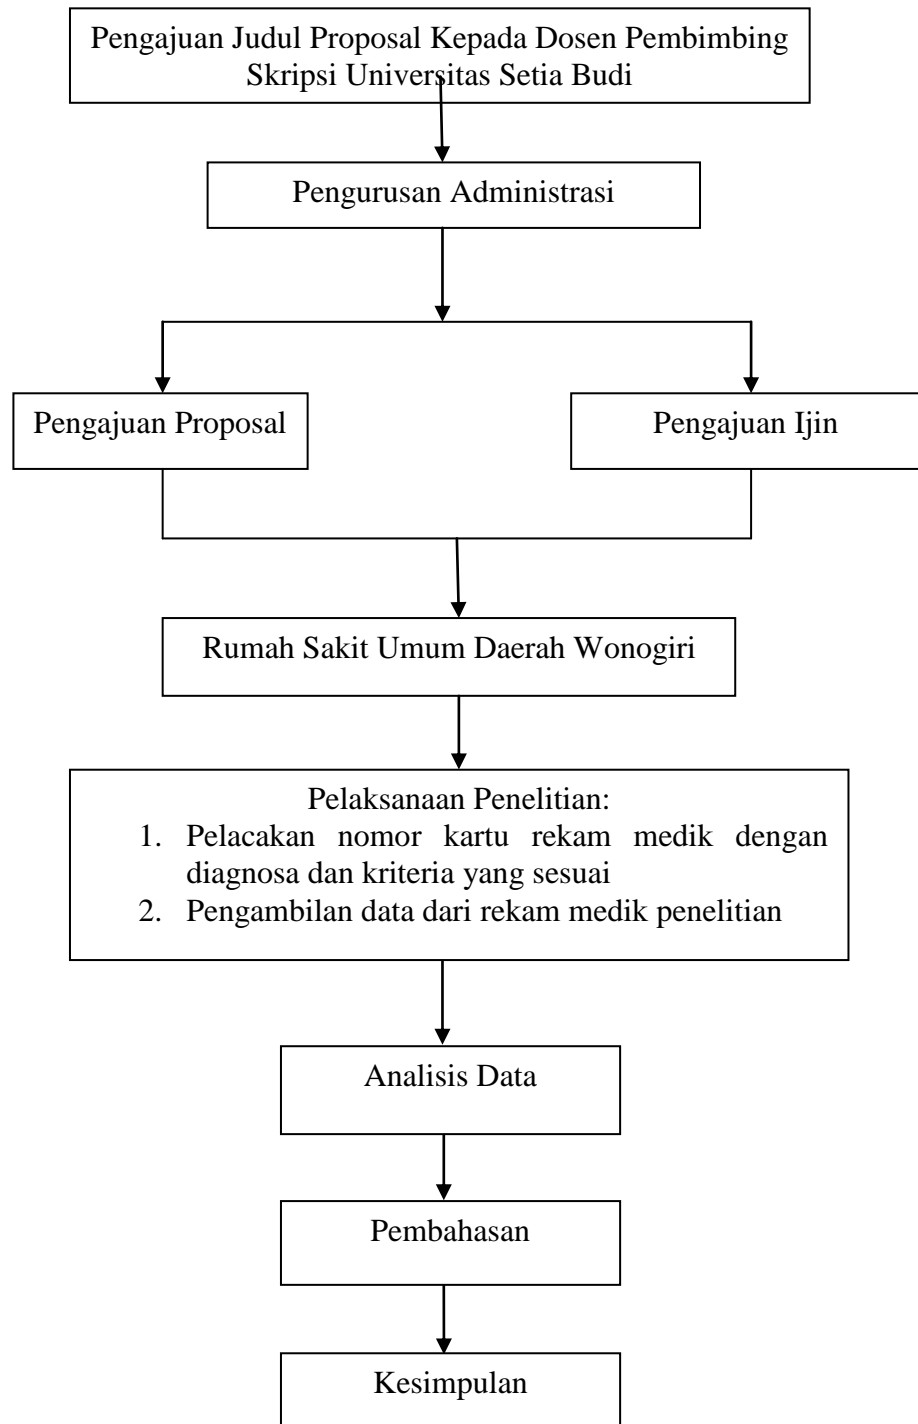 Pengajuan Judul Proposal Kepada Dosen Pembimbing
Skripsi Universitas Setia Budi
Pengurusan Administrasi
Pengajuan Proposal
Pengajuan Ijin
Rumah Sakit Umum Daerah Wonogiri
Pelaksanaan Penelitian:
1. Pelacakan nomor kartu rekam medik dengan
diagnosa dan kriteria yang sesuai
2. Pengambilan data dari rekam medik penelitian
Analisis Data
Pembahasan
Kesimpulan